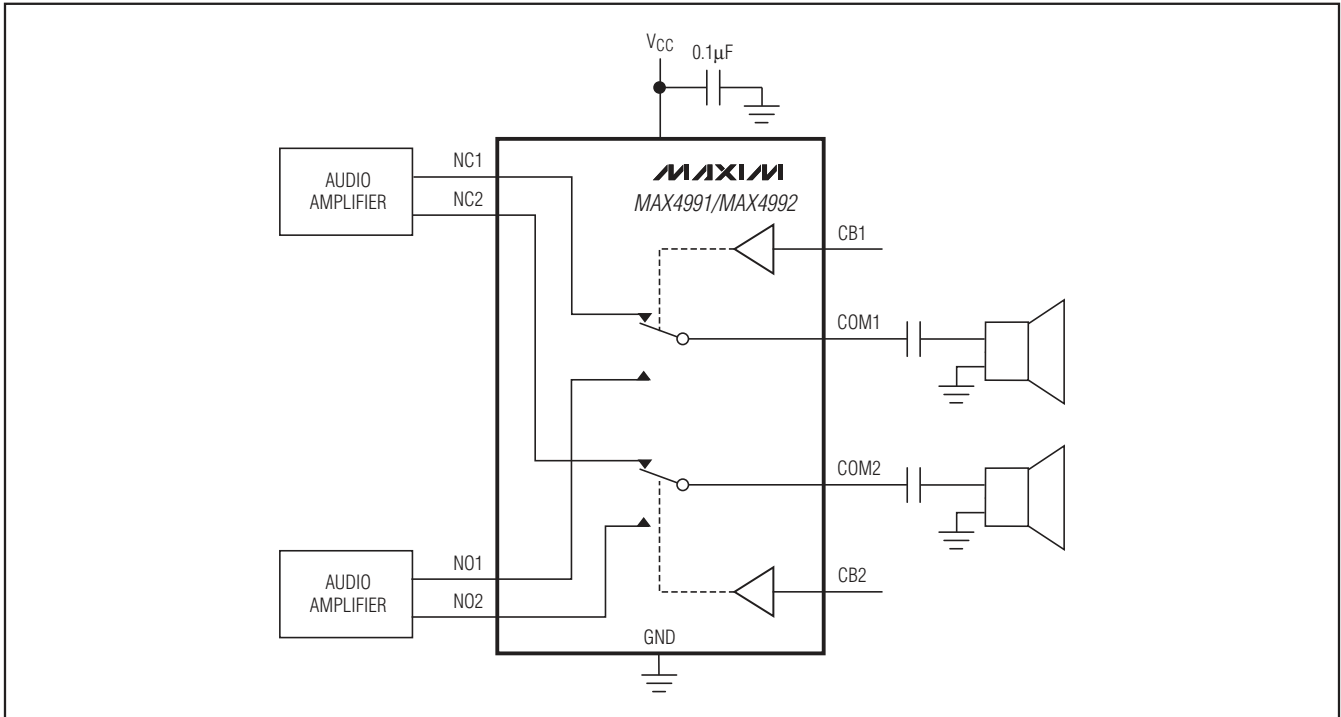 VCC
0.1µF
NC1
NC2
AUDIO
AMPLIFIER
MAXIM
MAX4991/MAX4992
CB1
COM1
COM2
NO1
NO2
AUDIO
AMPLIFIER
CB2
GND